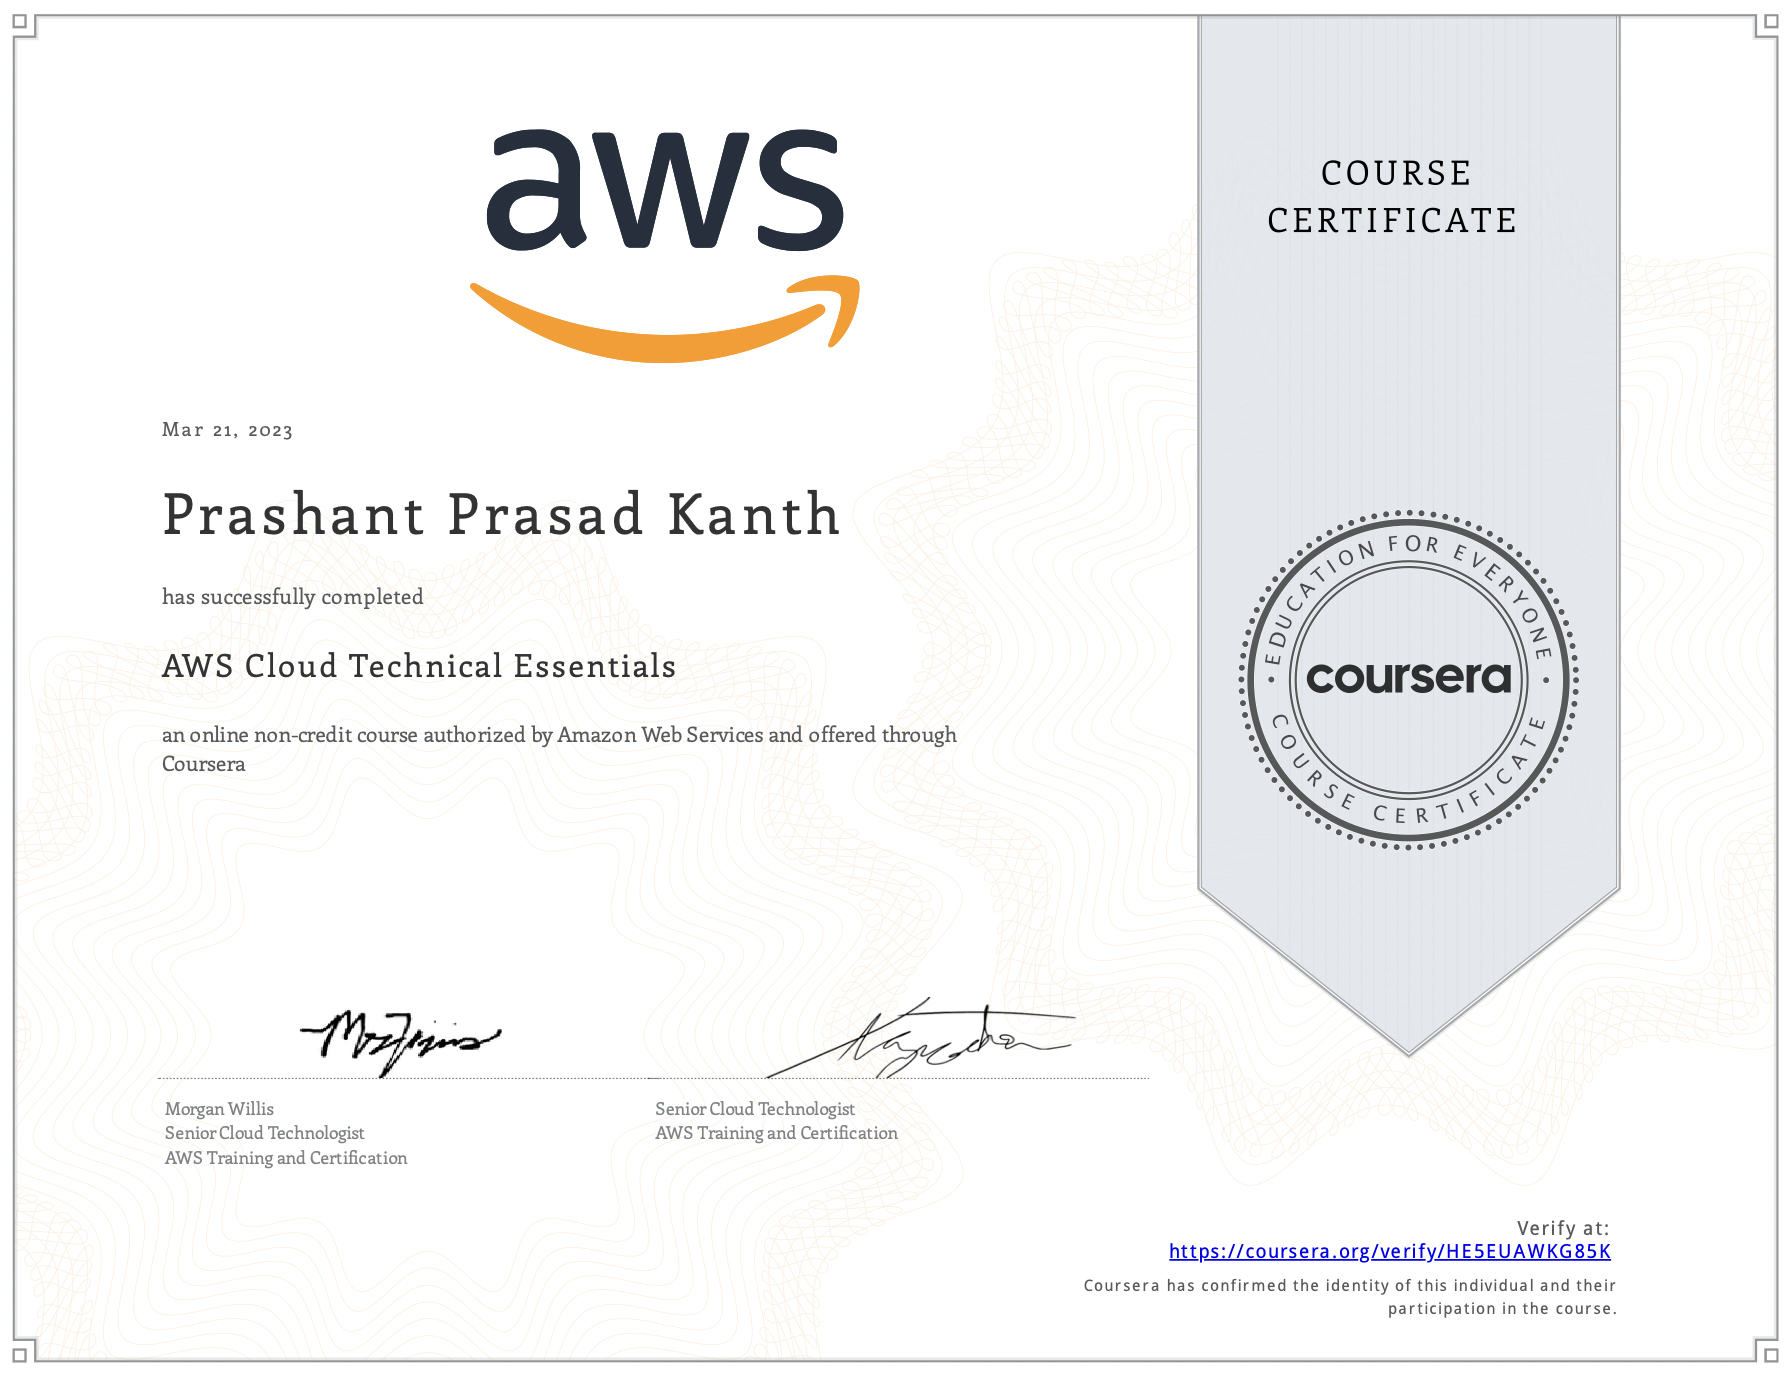 aws
COURSE
CERTIFICATE
Mar 21, 2023
Prashant Prasad Kanth
has successfully completed
AWS Cloud Technical Essentials
an online non-credit course authorized by Amazon Web Services and offered through
Coursera
EDUCATION FOR EVERYONE
coursera
COURSE CERTIFICATE
Morgan Willis
Senior Cloud Technologist
AWS Training and Certification
Senior Cloud Technologist
AWS Training and Certification
Verify at:
https://coursera.org/verify/HE5EUAWKG85K
Coursera has confirmed the identity of this individual and their
participation in the course.